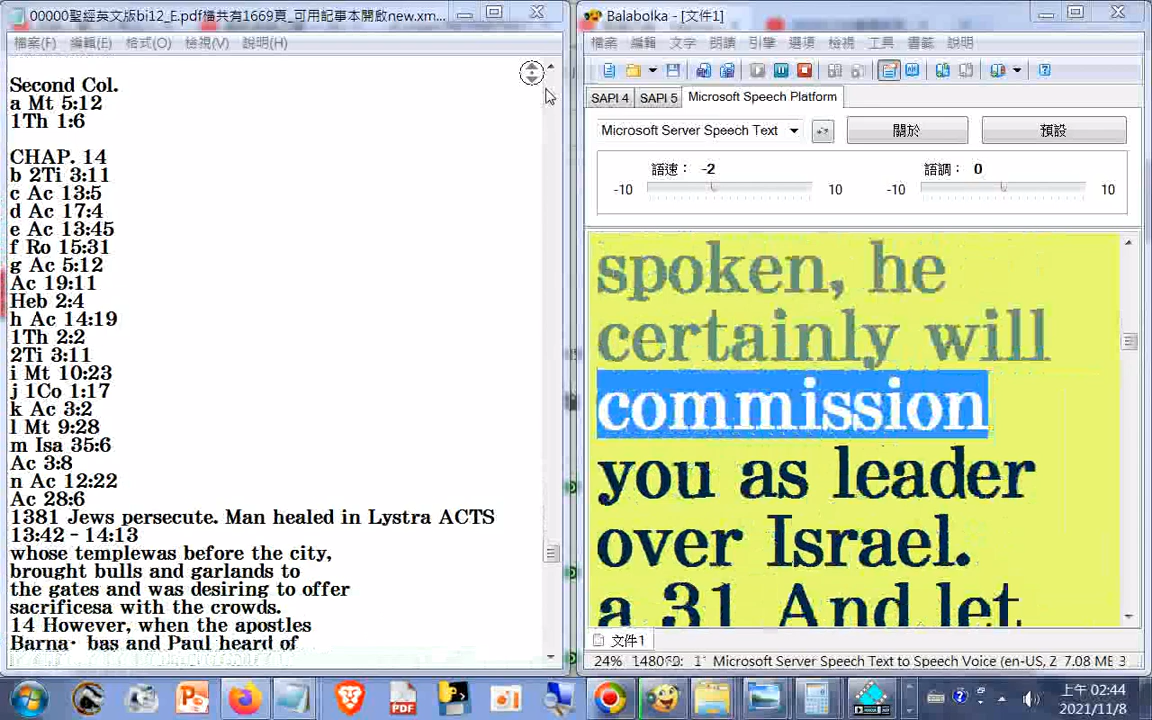 00000聖經英文版bi12_E.pdf檔共有1669頁_可用記事本開啟new.xm...
檔案(F) 編輯(E) 格式(O) 檢視(V) 說明(H)
Second Col.
a Mt 5:12
1Th 1:6
CHAP. 14
b 2Ti 3:11
c Ac 13:5
d Ac 17:4
e Ac 13:45
f Ro 15:31
g Ac 5:12
Ac 19:11
Heb 2:4
h Ac 14:19
1Th 2:2
2Ti 3:11
i Mt 10:23
j 1Co 1:17
k Ac 3:2
l Mt 9:28
m Isa 35:6
Ac 3:8
n Ac 12:22
Ac 28:6
1381 Jews persecute. Man healed in Lystra ACTS
13:42 - 14:13
whose templewas before the city,
brought bulls and garlands to
the gates and was desiring to offer
sacrificesa with the crowds.
14 However, when the apostles
Barna· bas and Paul heard of
Balabolka - [文件1]
檔案 編輯 文字 朗讀 引擎 選項 檢視 工具 書籤 說明
SAPI 4 SAPI 5 Microsoft Speech Platform
Microsoft Server Speech Text 關於 預設
語速： -2 語調： 0
-10 10 -10 10
spoken, he
certainly will
commission
you as leader
over Israel.
a 31 And let
文件1
24% Microsoft Server Speech Text to Speech Voice (en-US, Z 7.08 MB 3
PDF
上午 02:44
2021/11/8